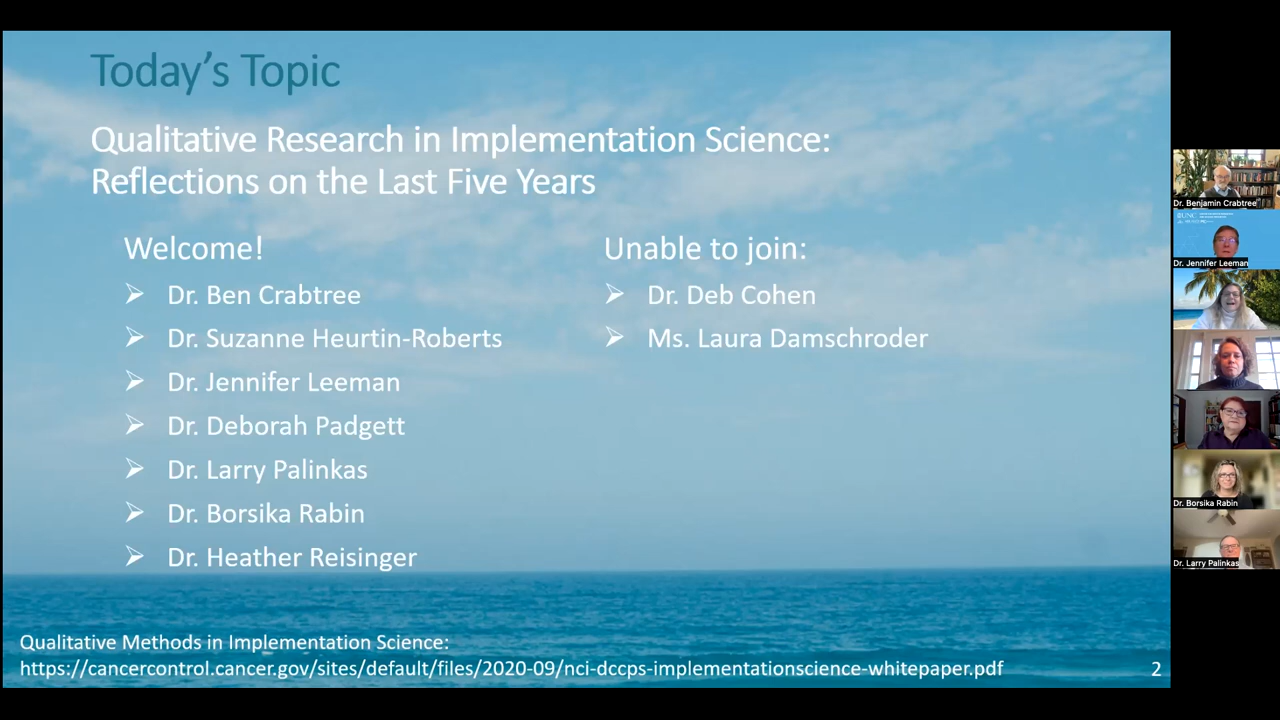 Today's Topic
Qualitative Research in Implementation Science:
Reflections on the Last Five Years
Welcome!
➢ Dr. Ben Crabtree
➢ Dr. Suzanne Heurtin-Roberts
➢ Dr. Jennifer Leeman
➢ Dr. Deborah Padgett
➢ Dr. Larry Palinkas
➢ Dr. Borsika Rabin
➢ Dr. Heather Reisinger
Unable to join:
➢ Dr. Deb Cohen
➢ Ms. Laura Damschroder
Qualitative Methods in Implementation Science:
https://cancercontrol.cancer.gov/sites/default/files/2020-09/nci-dccps-implementationscience-whitepaper.pdf
2
Dr. Benjamin Crabtree
UNC
Dr. Jennifer Leeman
Dr. Borsika Rabin
Dr. Larry Palinkas